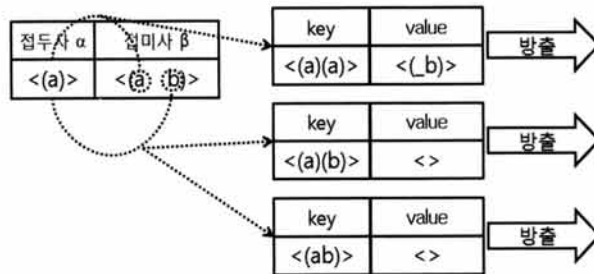 접두사 α 접미사 β
<(a)> <(a b)>
key value
<(a)(a)> <(_b)>
방출
key value
<(a)(b)> <>
방출
key value
<(ab)> <>
방출